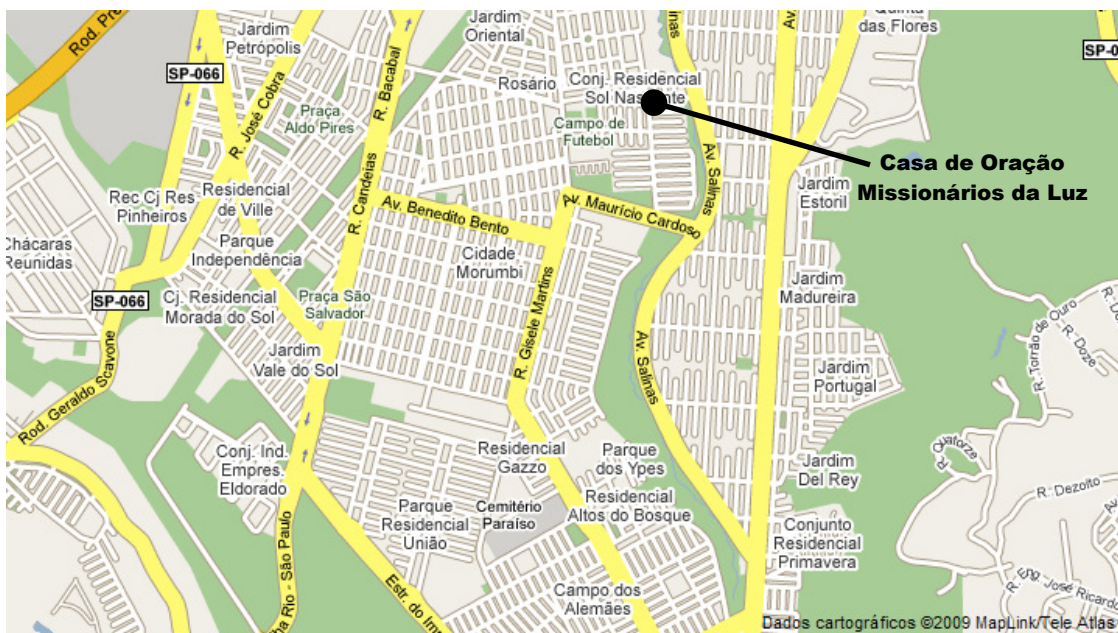 Rod. Pre
Jardim
Petrópolis
SP-066
R. José Cobra
R. Bacabal
Jardim
Oriental
Rosário
Conj. Residencial
Sol Nascente
Campo de
Futebol
Praça
Aldo Pires
Quinta
das Flores
Av.
SP-0
Casa de Oração
Missionários da Luz
Av. Salinas
Jardim
Estoril
Rec Cj Res
Pinheiros
Residencial
de Ville
R. Candeias
Av. Benedito Bento
Av. Maurício Cardoso
Chácaras
Reunidas
Parque
Independência
Cidade
Morumbi
SP-066
Cj. Residencial
Morada do Sol
Praça São
Salvador
R. Gisele Martins
Jardim
Madureira
R. Torrão de Ouro
R. Doze
Rod. Geraldo Scavone
Jardim
Vale do Sol
Av. Salinas
Jardim
Portugal
Conj. Ind.
Empres.
Eldorado
Residencial
Gazzo
Parque
dos Ypes
R. Quatorze
Jardim
Del Rey
R. Dezoito
Parque
Residencial
União
Cemitério
Paraíso
Residencial
Altos do Bosque
Conjunto
Residencial
Primavera
ha Rio - São Paulo
Estr. do Im
Campo dos
Alemães
R. Eng. José Ricardo
Dados cartográficos ©2009 MapLink/Tele Atlas